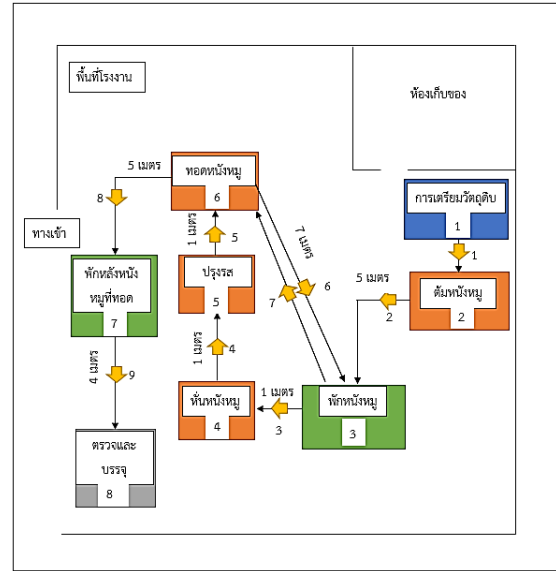 พื้นที่โรงงาน
ห้องเก็บของ
5 เมตร
ทอดหนังหมู
6
8
การเตรียมวัตถุดิบ
1
1
ทางเข้า
1 เมตร
5
7 เมตร
6
7
พักหลังหนัง
หมูที่ทอด
7
ปรุงรส
5
5 เมตร
2
ต้มหนังหมู
2
4 เมตร
9
1 เมตร
4
หั่นหนังหมู
4
1 เมตร
3
พักหนังหมู
3
ตรวจและ
บรรจุ
8